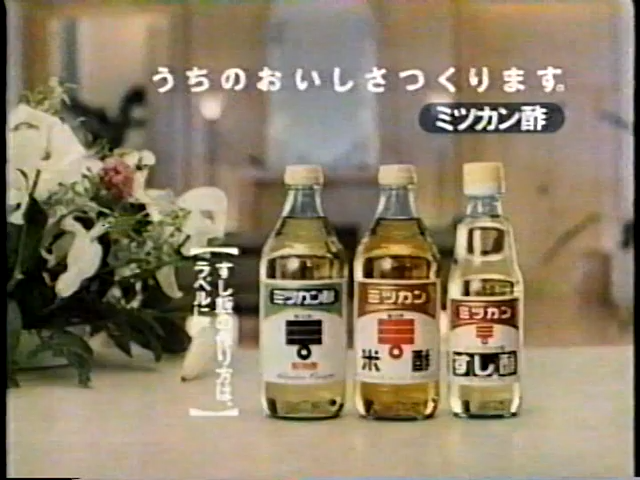 うちのおいしさつくります。
ミツカン酢
【すし飯の作り方は、
ラベルに】
ミツカン酢
ミツカン
米酢
ミツカン
すし酢